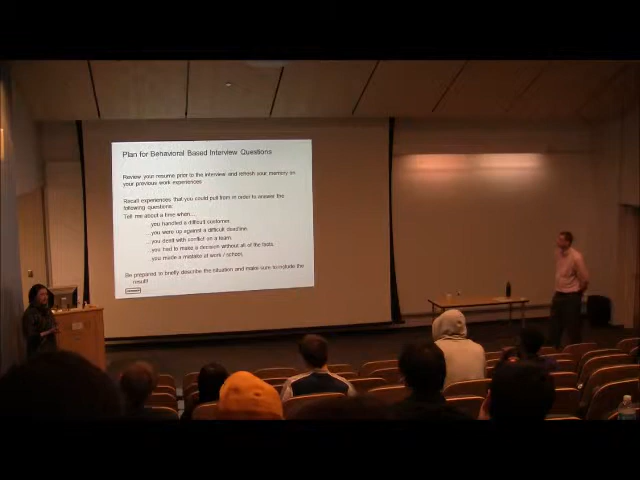 Plan for Behavioral Based Interview Questions
Review your resume prior to the interview and refresh your memory on
your previous work experiences
Recall experiences that you could pull from in order to answer the
following questions:
Tell me about a time when...
...you handled a difficult customer.
...you were up against a difficult deadline.
...you dealt with conflict on a team.
...you had to make a decision without all of the facts.
...you made a mistake at work / school.
Be prepared to briefly describe the situation and make sure to include the
result!